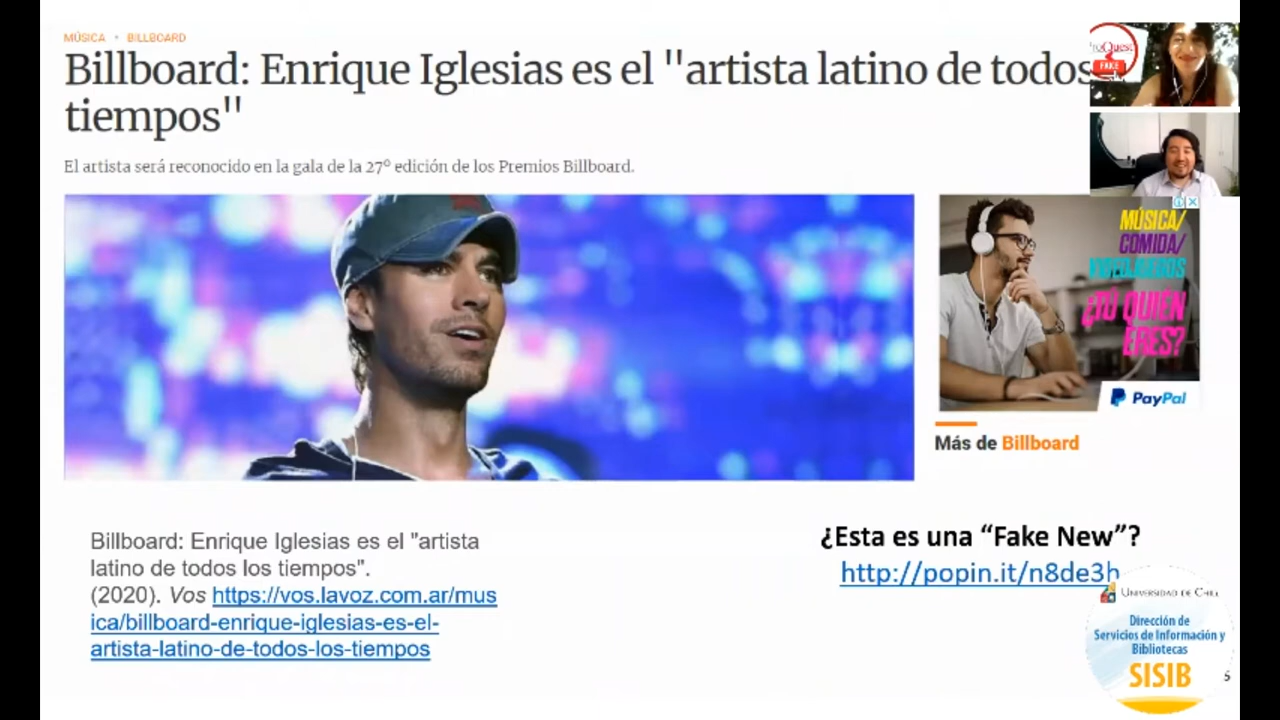 MÚSICA • BILLBOARD
Billboard: Enrique Iglesias es el "artista latino de todos
tiempos"
El artista será reconocido en la gala de la 27º edición de los Premios Billboard.
ProQuest
FAKE
MÚSICA/
COMIDA/
VIDEOJUEGOS
¿TÚ QUIÉN
ERES?
PayPal
Más de Billboard
Billboard: Enrique Iglesias es el "artista
latino de todos los tiempos".
(2020). Vos https://vos.lavoz.com.ar/mus
ica/billboard-enrique-iglesias-es-el-
artista-latino-de-todos-los-tiempos
¿Esta es una “Fake New”?
http://popin.it/n8de3h
UNIVERSIDAD DE CHILE
Dirección de
Servicios de Información y
Bibliotecas
SISIB